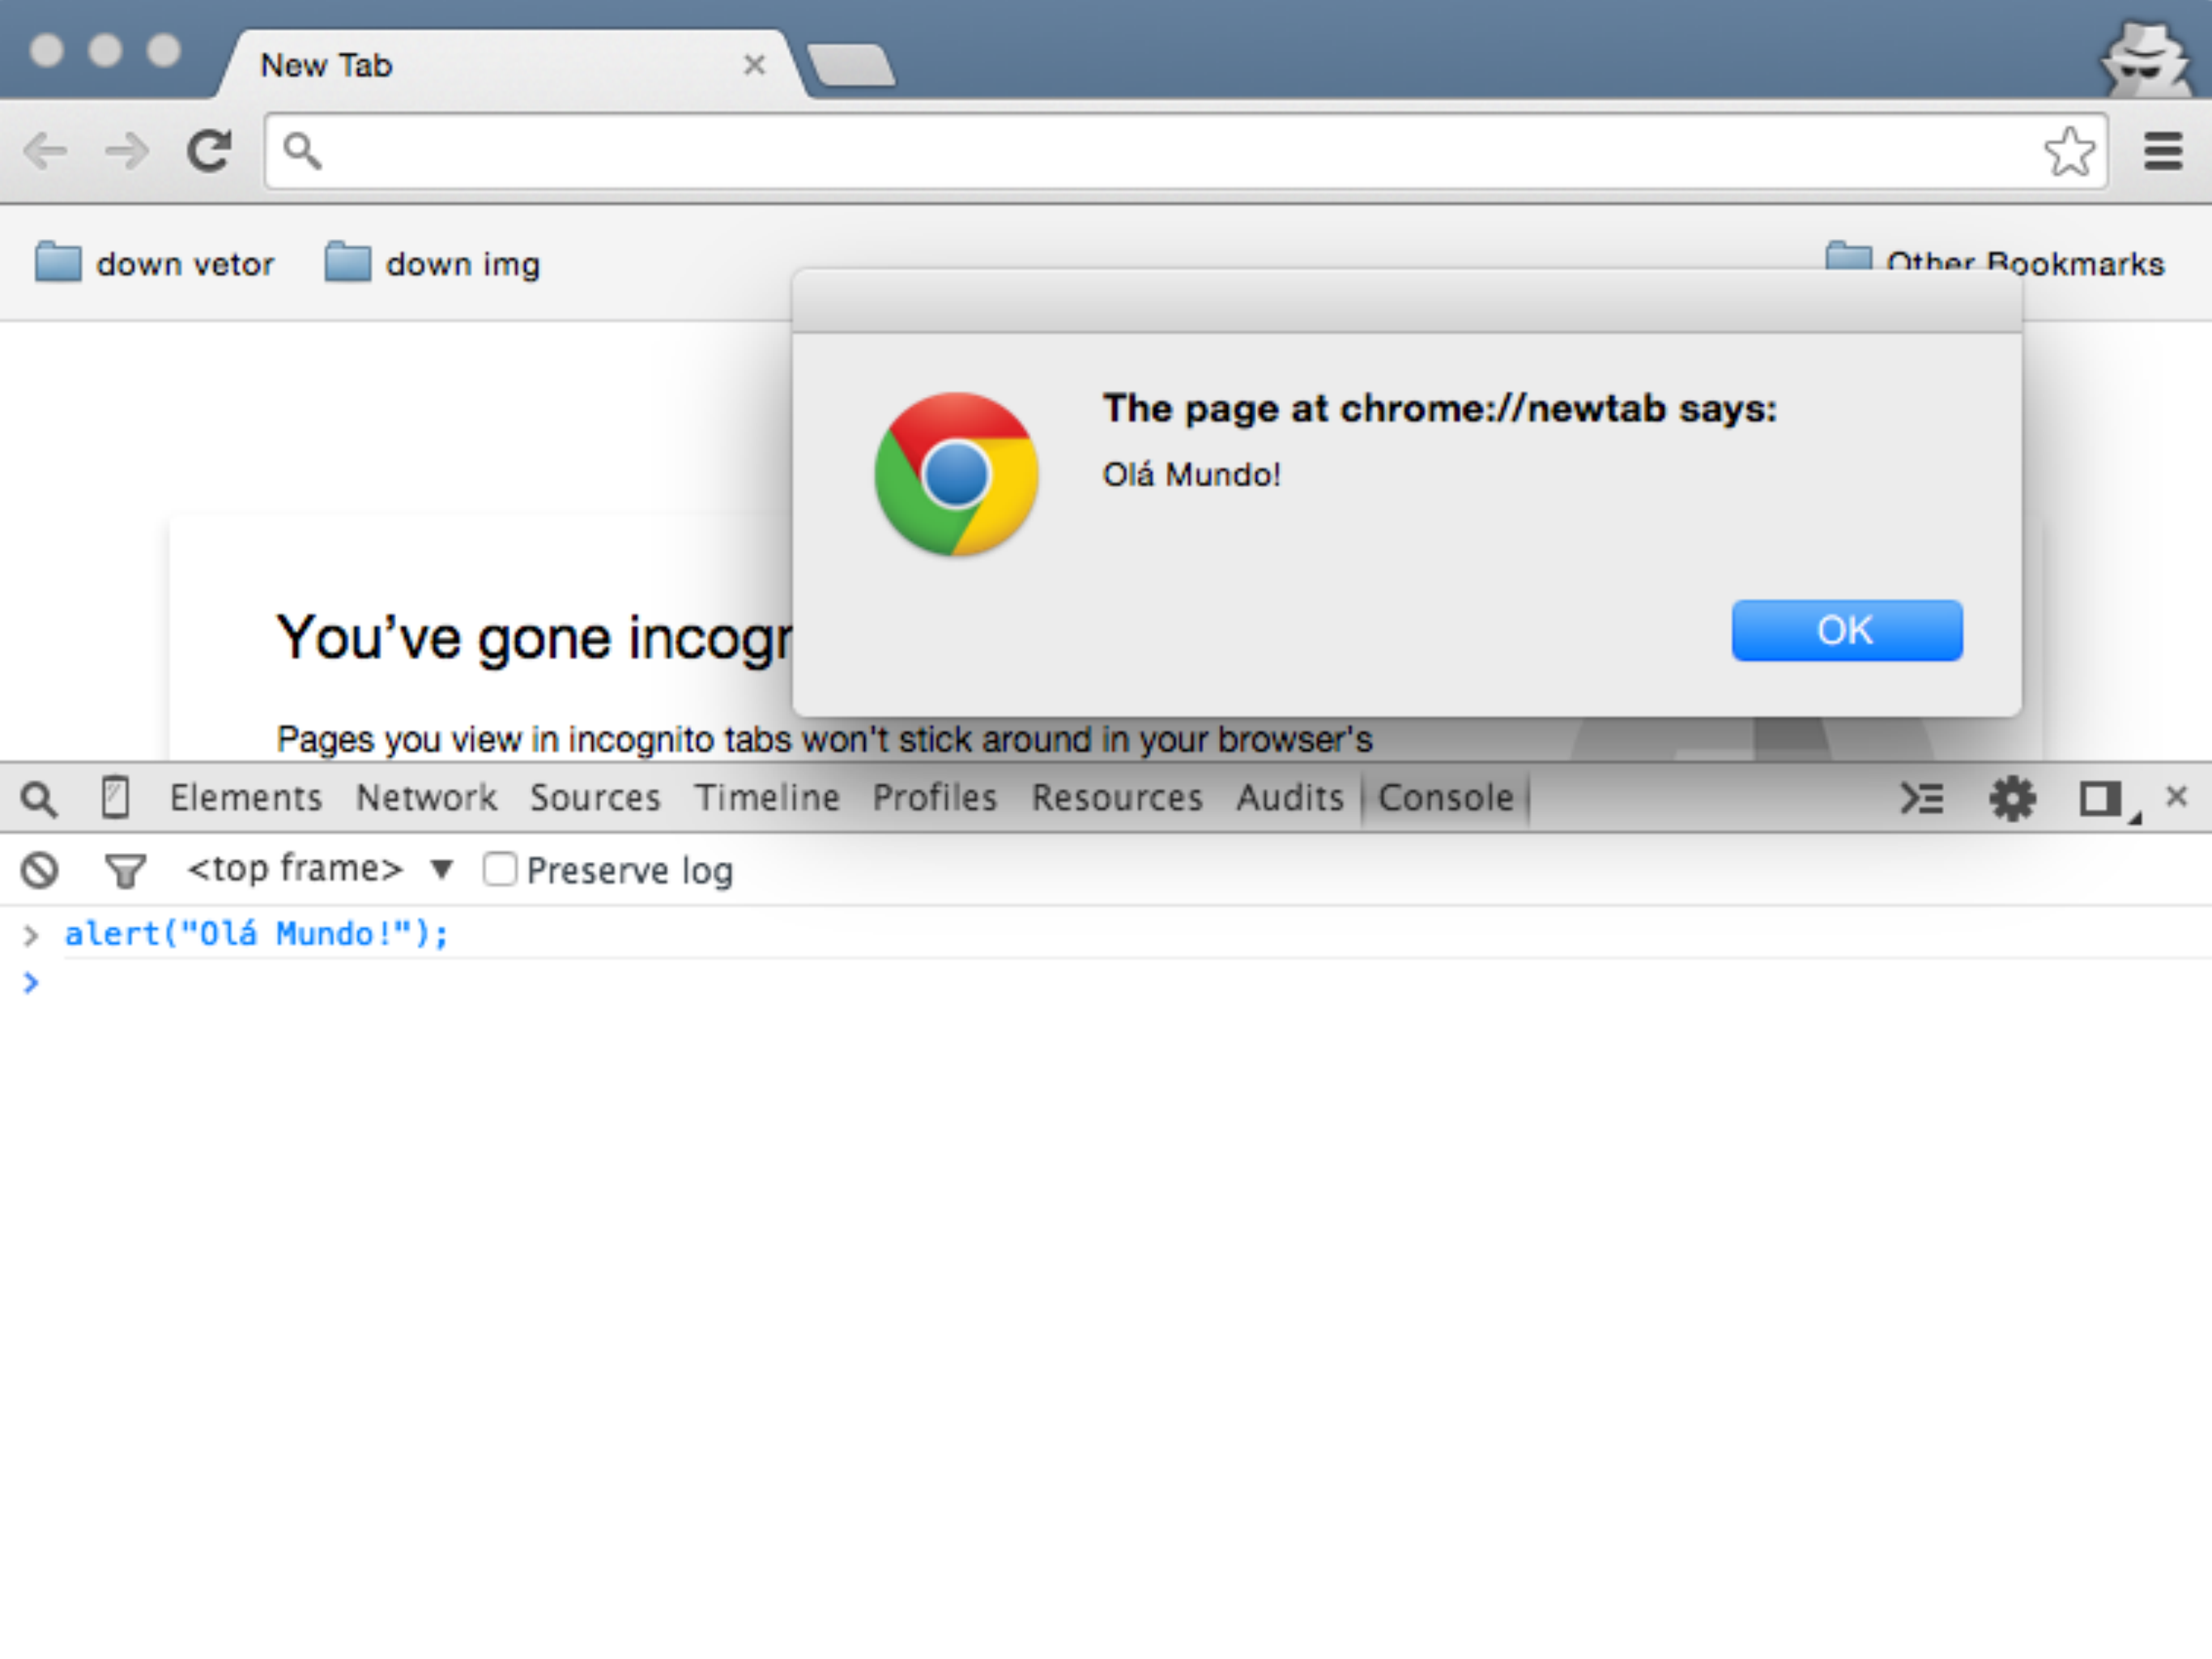 New Tab
down vetor down img Other Bookmarks
The page at chrome://newtab says:
Olá Mundo!
OK
You've gone
Pages you view in incognito tabs won't stick around in your browser's
Elements Network Sources Timeline Profiles Resources Audits Console
<top frame> Preserve log
alert("Olá Mundo!");